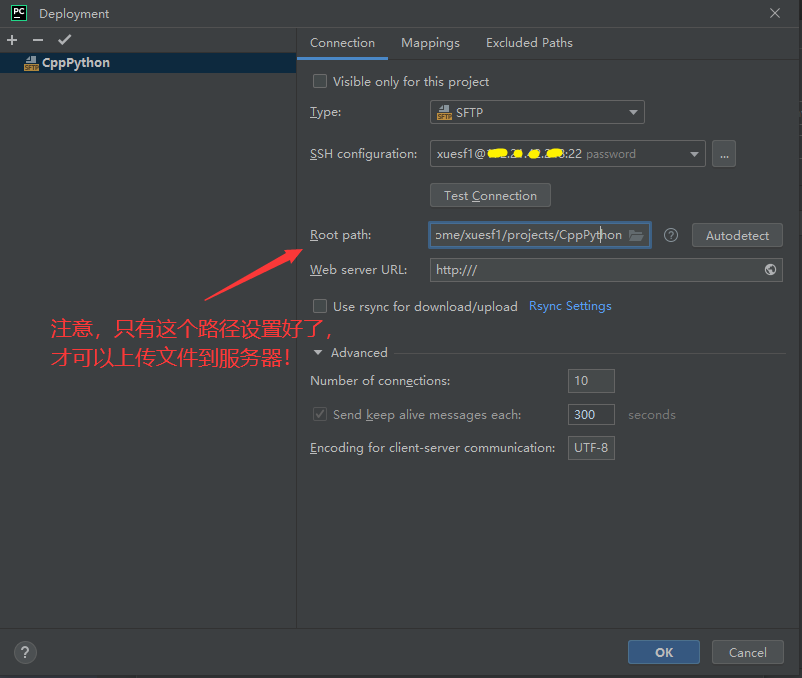 PC Deployment
CppPython
Connection Mappings Excluded Paths
Visible only for this project
Type: SFTP
SSH configuration: xuesf1@ :22 password ...
Test Connection
Root path: ome/xuesf1/projects/CppPython ? Autodetect
Web server URL: http:///
Use rsync for download/upload Rsync Settings
注意，只有这个路径设置好了，
才可以上传文件到服务器！
Advanced
Number of connections: 10
Send keep alive messages each: 300 seconds
Encoding for client-server communication: UTF-8
? OK Cancel